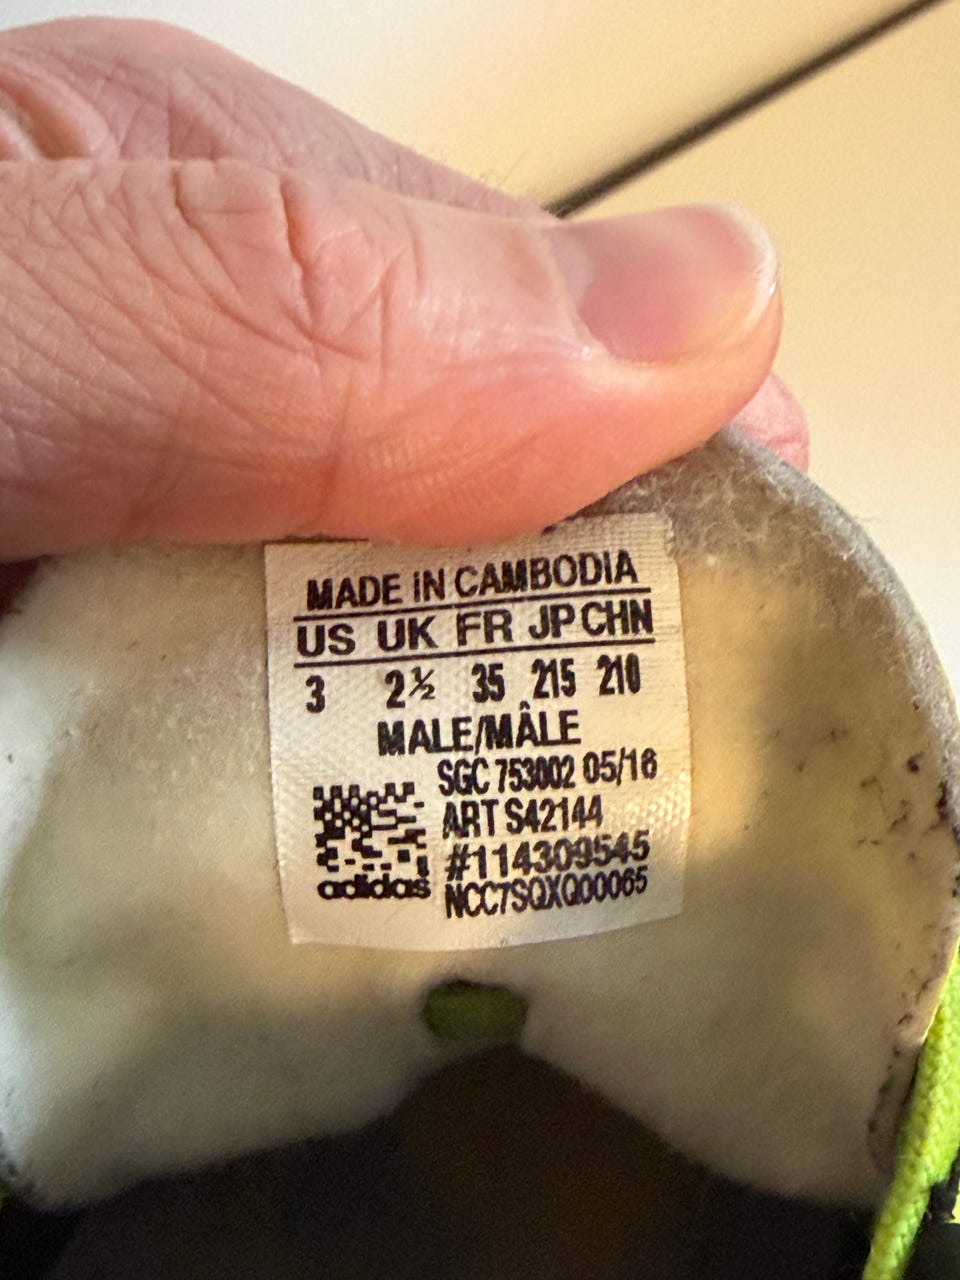 MADE IN CAMBODIA
US UK FR JP CHN
3 2½ 35 215 210
MALE/MÂLE
SGC 753002 05/16
ART S42144
#114309545
NCC7SQXQ00065
adidas